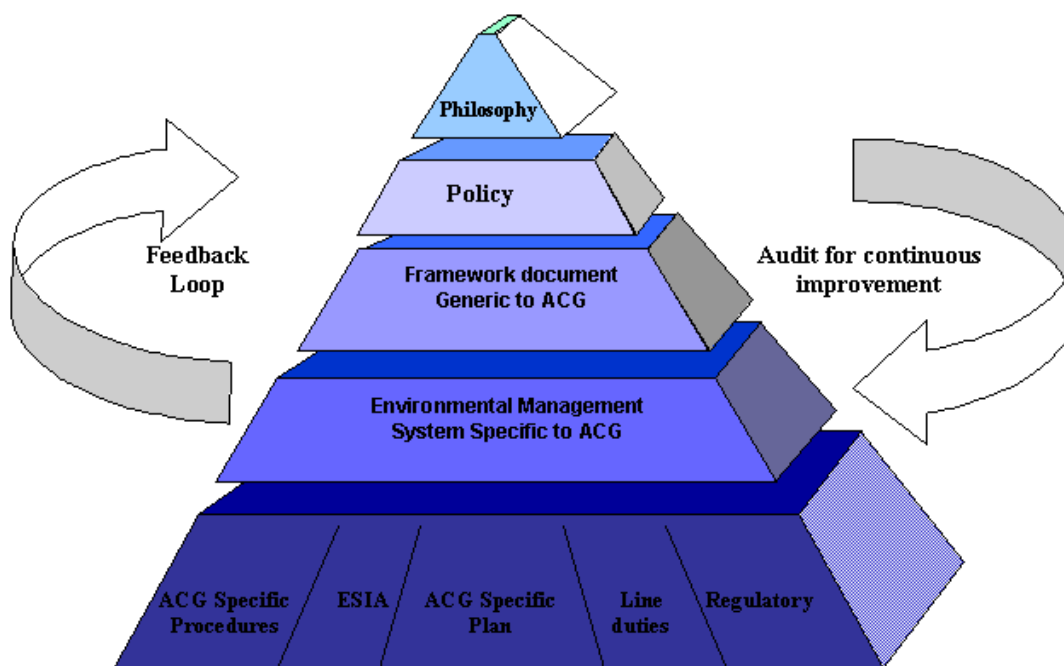 Philosophy
Policy
Feedback
Loop
Framework document
Generic to ACG
Audit for continuous
improvement
Environmental Management
System Specific to ACG
ACG Specific
Procedures
ESIA
ACG Specific
Plan
Line
duties
Regulatory